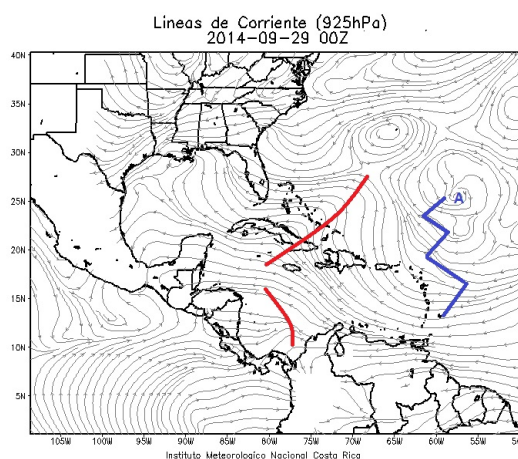 Lineas de Corriente (925hPa)
2014-09-29 00Z
40N
35N
30N
25N
20N
15N
10N
5N
A
105W 100W 95W 90W 85W 80W 75W 70W 65W 60W 55W
Instituto Meteorologico Nacional Costa Rica